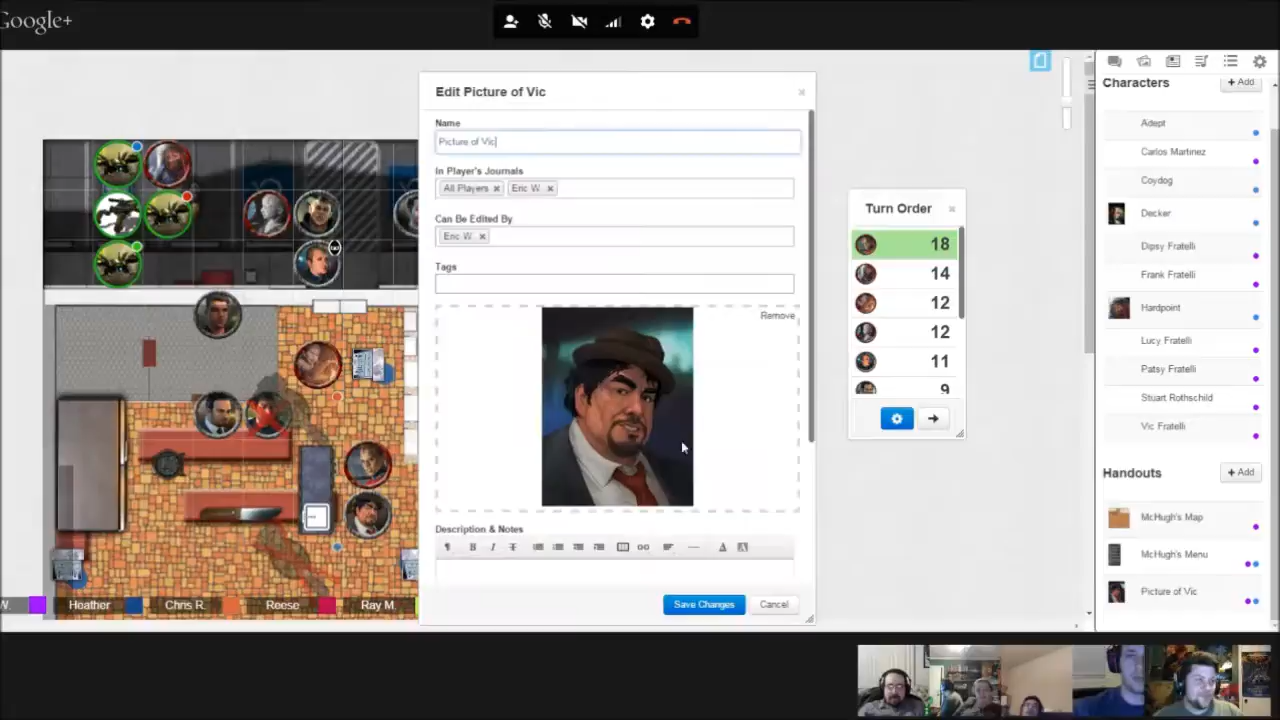 Google+
Edit Picture of Vic
×
Name
Picture of Vic
In Player's Journals
All Players × Eric W. ×
Can Be Edited By
Eric W. ×
Tags
Remove
Description & Notes
Save Changes Cancel
W. Heather Chris R. Reese Ray M.
Turn Order ×
18
14
12
12
11
9
Characters + Add
Adept
Carlos Martinez
Coydog
Decker
Dipsy Fratelli
Frank Fratelli
Hardpoint
Lucy Fratelli
Patsy Fratelli
Stuart Rothschild
Vic Fratelli
Handouts + Add
McHugh's Map
McHugh's Menu
Picture of Vic